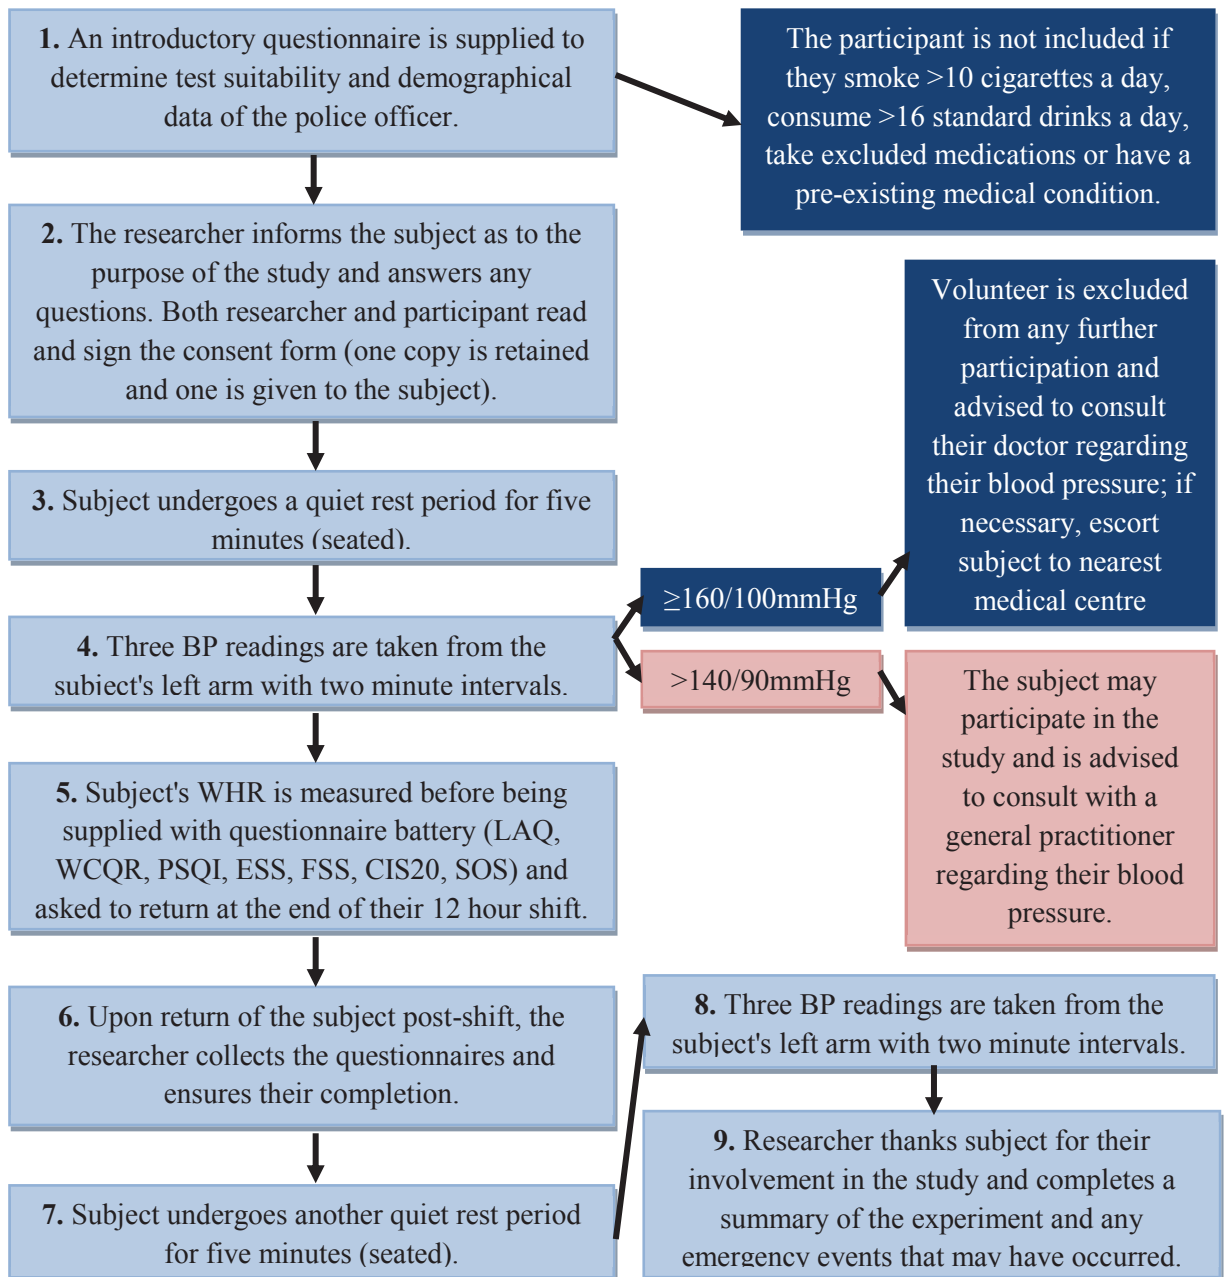 1. An introductory questionnaire is supplied to
determine test suitability and demographical
data of the police officer.
The participant is not included if
they smoke >10 cigarettes a day,
consume >16 standard drinks a day,
take excluded medications or have a
pre-existing medical condition.
2. The researcher informs the subject as to the
purpose of the study and answers any
questions. Both researcher and participant read
and sign the consent form (one copy is retained
and one is given to the subject).
3. Subject undergoes a quiet rest period for five
minutes (seated).
4. Three BP readings are taken from the
subject's left arm with two minute intervals.
≥160/100mmHg
Volunteer is excluded
from any further
participation and
advised to consult
their doctor regarding
their blood pressure; if
necessary, escort
subject to nearest
medical centre
>140/90mmHg
The subject may
participate in the
study and is advised
to consult with a
general practitioner
regarding their blood
pressure.
5. Subject's WHR is measured before being
supplied with questionnaire battery (LAQ,
WCQR, PSQI, ESS, FSS, CIS20, SOS) and
asked to return at the end of their 12 hour shift.
6. Upon return of the subject post-shift, the
researcher collects the questionnaires and
ensures their completion.
7. Subject undergoes another quiet rest period
for five minutes (seated).
8. Three BP readings are taken from the
subject's left arm with two minute intervals.
9. Researcher thanks subject for their
involvement in the study and completes a
summary of the experiment and any
emergency events that may have occurred.